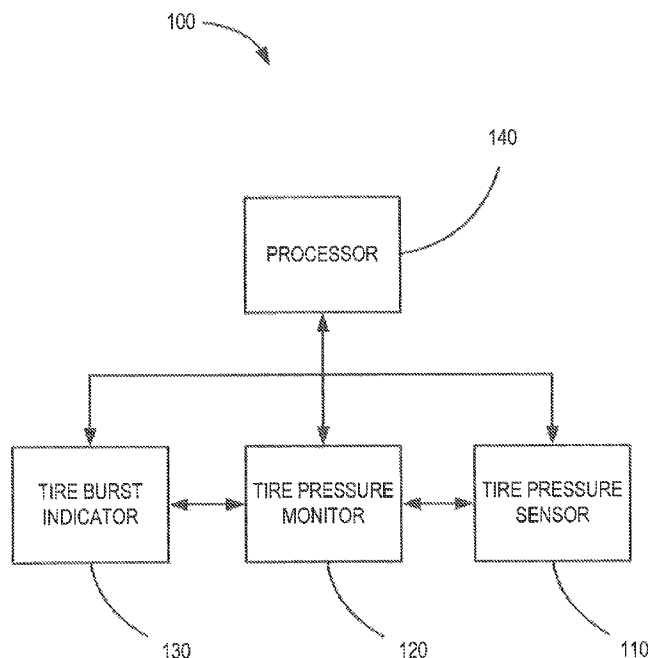 100
140
PROCESSOR
TIRE BURST
INDICATOR
TIRE PRESSURE
MONITOR
TIRE PRESSURE
SENSOR
130
120
110